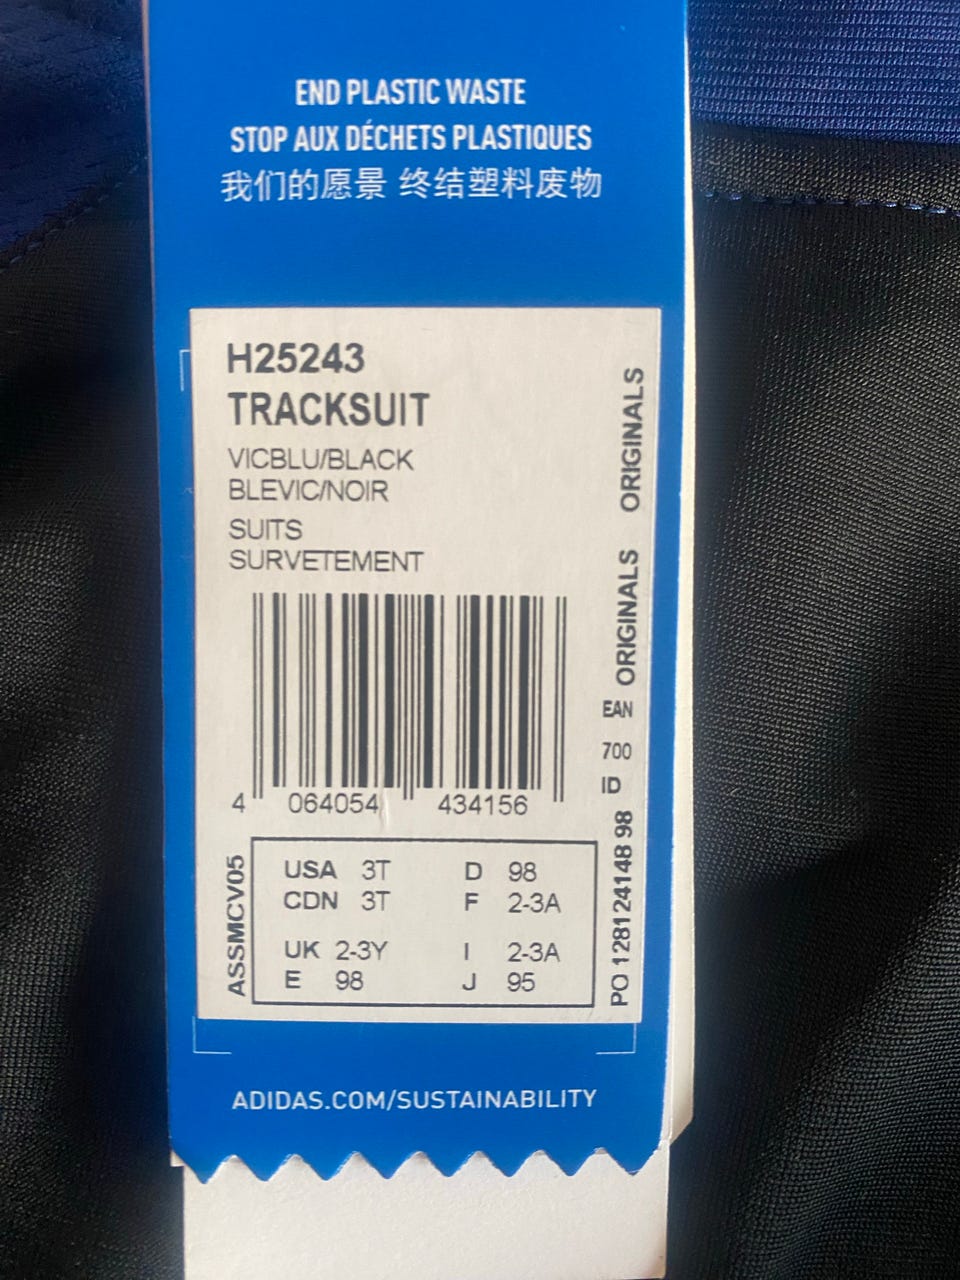 END PLASTIC WASTE
STOP AUX DÉCHETS PLASTIQUES
我们的愿景 终结塑料废物
H25243
TRACKSUIT
VICBLU/BLACK
BLEVIC/NOIR
SUITS
SURVETEMENT
ORIGINALS
ORIGINALS
EAN
700
ID
4 064054 434156
PO 128124148 98
ASSMCV05
USA 3T D 98
CDN 3T F 2-3A
UK 2-3Y I 2-3A
E 98 J 95
ADIDAS.COM/SUSTAINABILITY